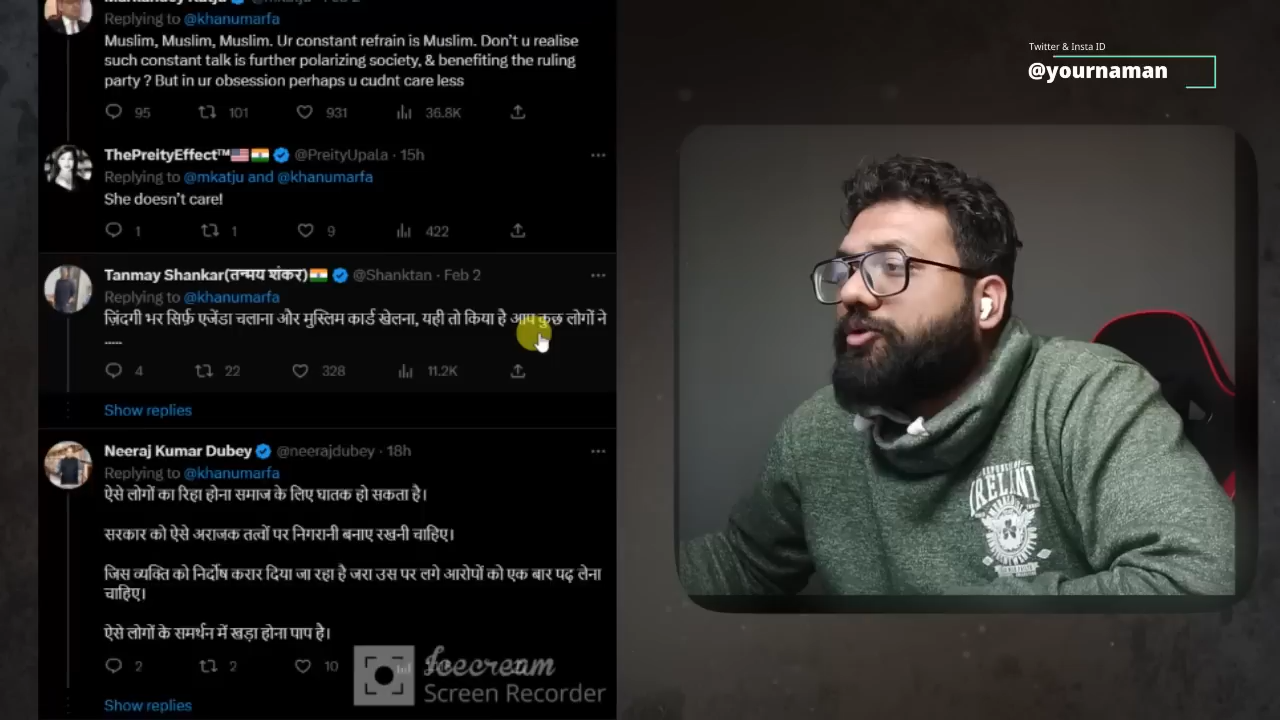 Replying to @khanumarfa
Muslim, Muslim, Muslim. Ur constant refrain is Muslim. Don't u realise
such constant talk is further polarizing society, & benefiting the ruling
party ? But in ur obsession perhaps u cudnt care less
95 101 931 36.8K
ThePreityEffect™ @PreityUpala · 15h
Replying to @mkatju and @khanumarfa
She doesn't care!
1 1 9 422
Tanmay Shankar(तन्मय शंकर) @Shanktan · Feb 2
Replying to @khanumarfa
ज़िंदगी भर सिर्फ़ एजेंडा चलाना और मुस्लिम कार्ड खेलना, यही तो किया है आप कुछ लोगों ने
.....
4 22 328 11.2K
Show replies
Neeraj Kumar Dubey @neerajdubey · 18h
Replying to @khanumarfa
ऐसे लोगों का रिहा होना समाज के लिए घातक हो सकता है।
सरकार को ऐसे अराजक तत्वों पर निगरानी बनाए रखनी चाहिए।
जिस व्यक्ति को निर्दोष करार दिया जा रहा है जरा उस पर लगे आरोपों को एक बार पढ़ लेना
चाहिए।
ऐसे लोगों के समर्थन में खड़ा होना पाप है।
2 2 10
Show replies
Icecream
Screen Recorder
Twitter & Insta ID
@yournaman
IRELAND